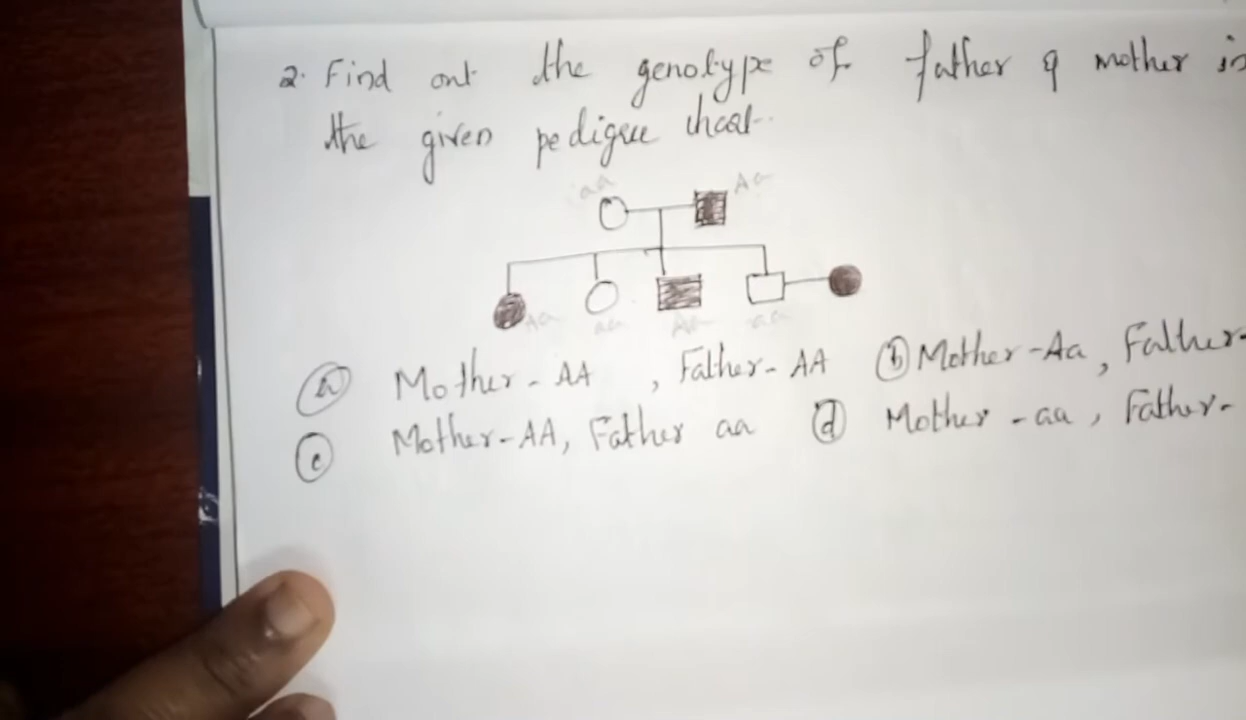 2. Find out the genotype of father & mother in
the given pedigree chart.
aa Aa
Aa aa Aa aa
(a) Mother - AA , Father - AA (b) Mother - Aa , Father -
(c) Mother - AA, Father aa (d) Mother - aa , Father -